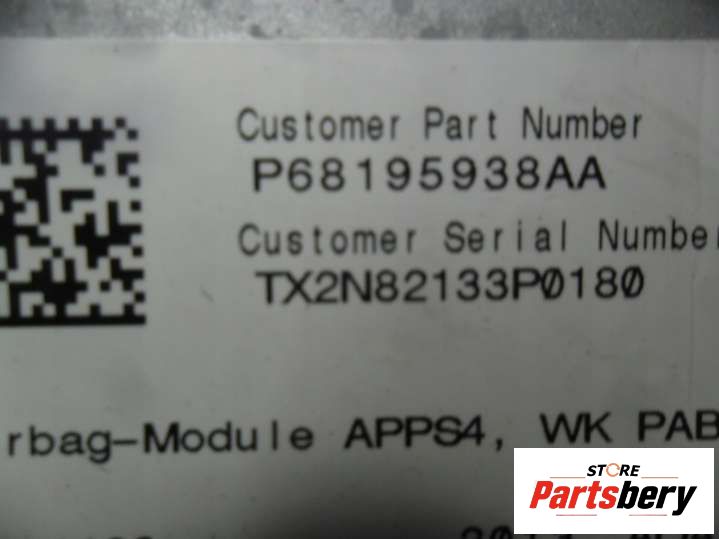 Customer Part Number
P68195938AA
Customer Serial Number
TX2N82133P0180
rbag-Module APPS4, WK PAB
STORE
Partsbery